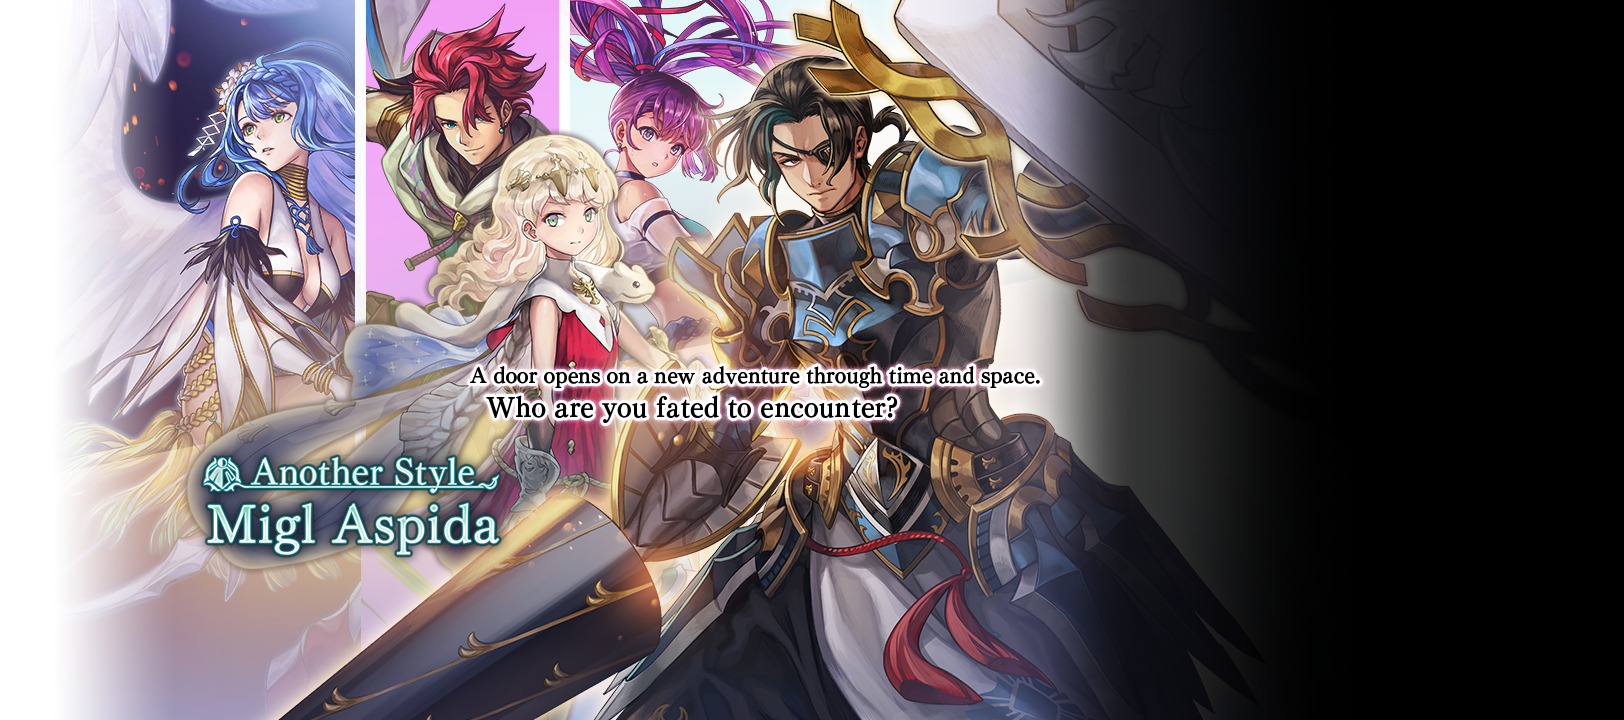 A door opens on a new adventure through time and space.
Who are you fated to encounter?
Another Style
Migl Aspida